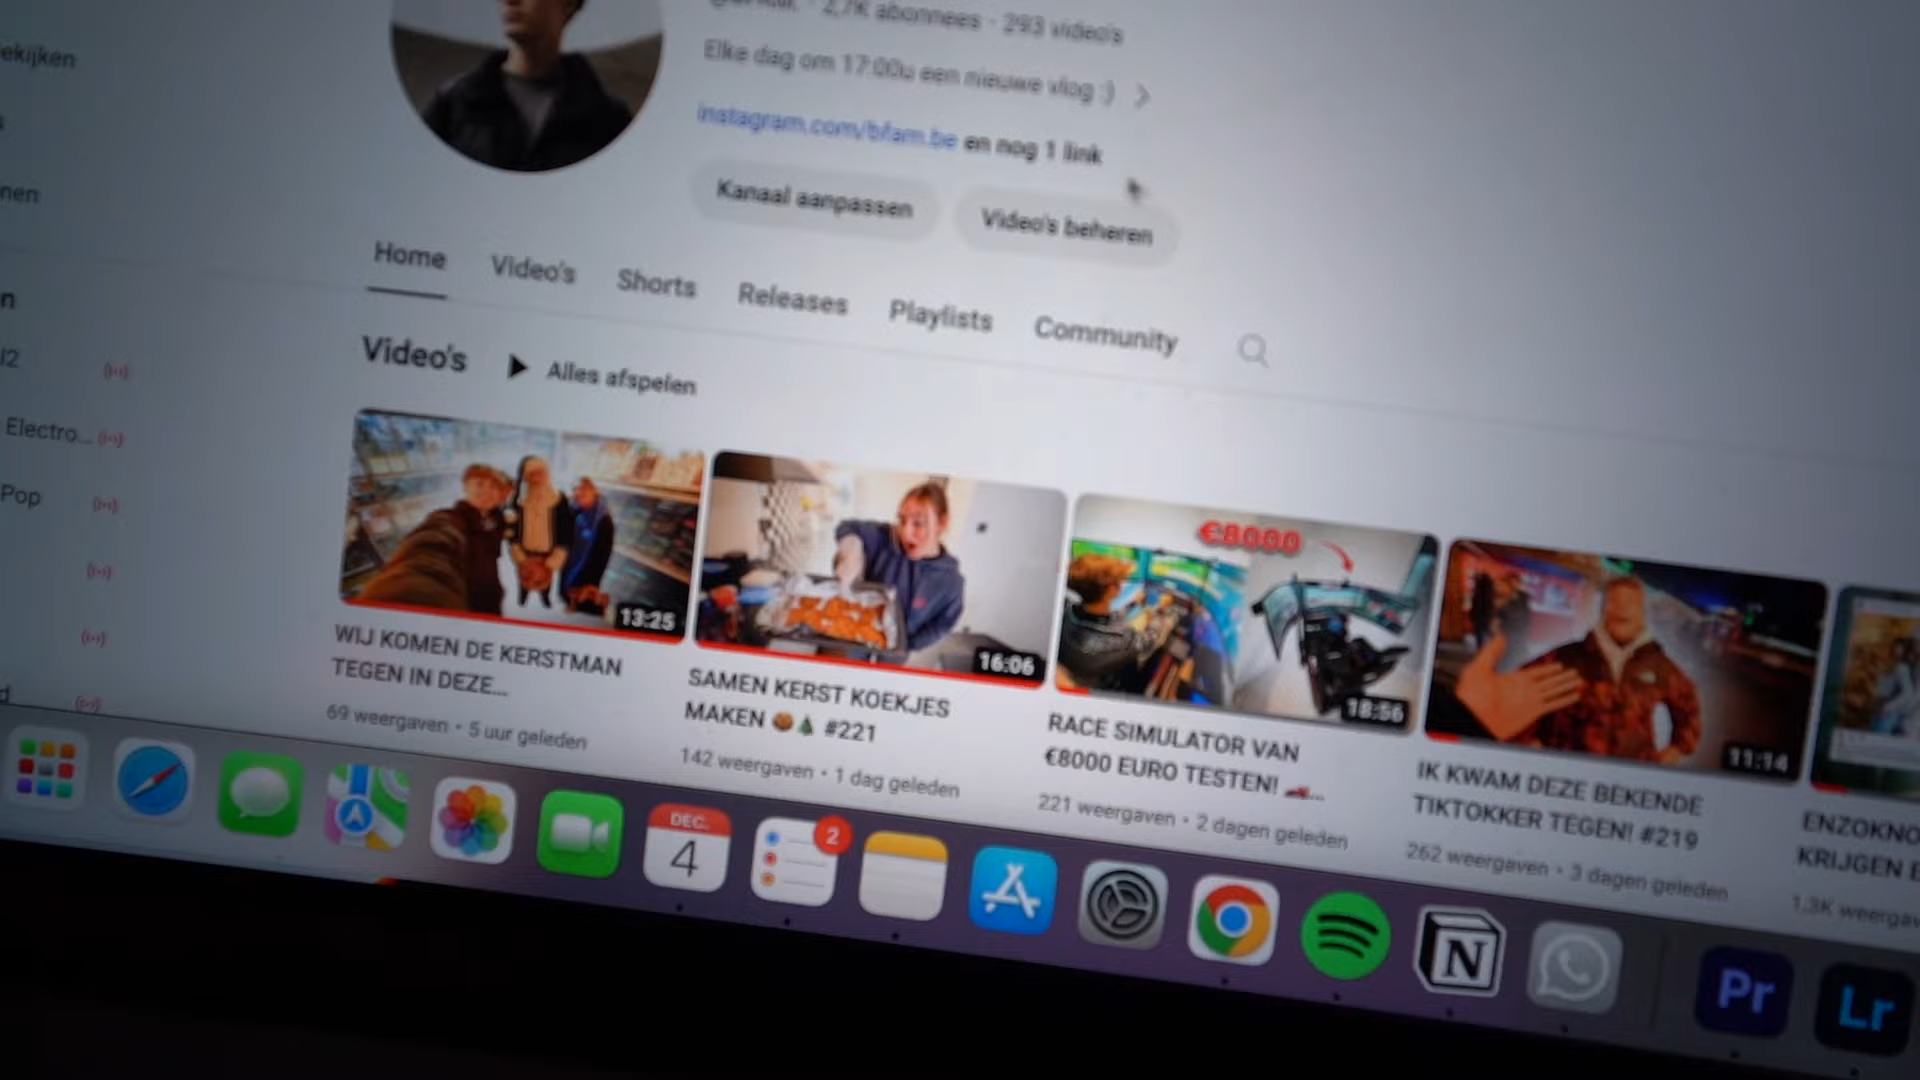 2,7K abonnees · 293 video's
Elke dag om 17:00u een nieuwe vlog :)
instagram.com/bfam.be en nog 1 link
Kanaal aanpassen
Video's beheren
Home
Video's
Shorts
Releases
Playlists
Community
Video's
Alles afspelen
ekijken
nen
n
Electro...
Pop
13:25
16:06
€8000
18:56
11:14
WIJ KOMEN DE KERSTMAN
TEGEN IN DEZE...
69 weergaven · 5 uur geleden
SAMEN KERST KOEKJES
MAKEN 🍪🎄 #221
142 weergaven · 1 dag geleden
RACE SIMULATOR VAN
€8000 EURO TESTEN! 🏎️...
221 weergaven · 2 dagen geleden
IK KWAM DEZE BEKENDE
TIKTOKKER TEGEN! #219
262 weergaven · 3 dagen geleden
ENZOKNO
KRIJGEN E
1,3K weergav
DEC.
4
2
N
Pr
Lr